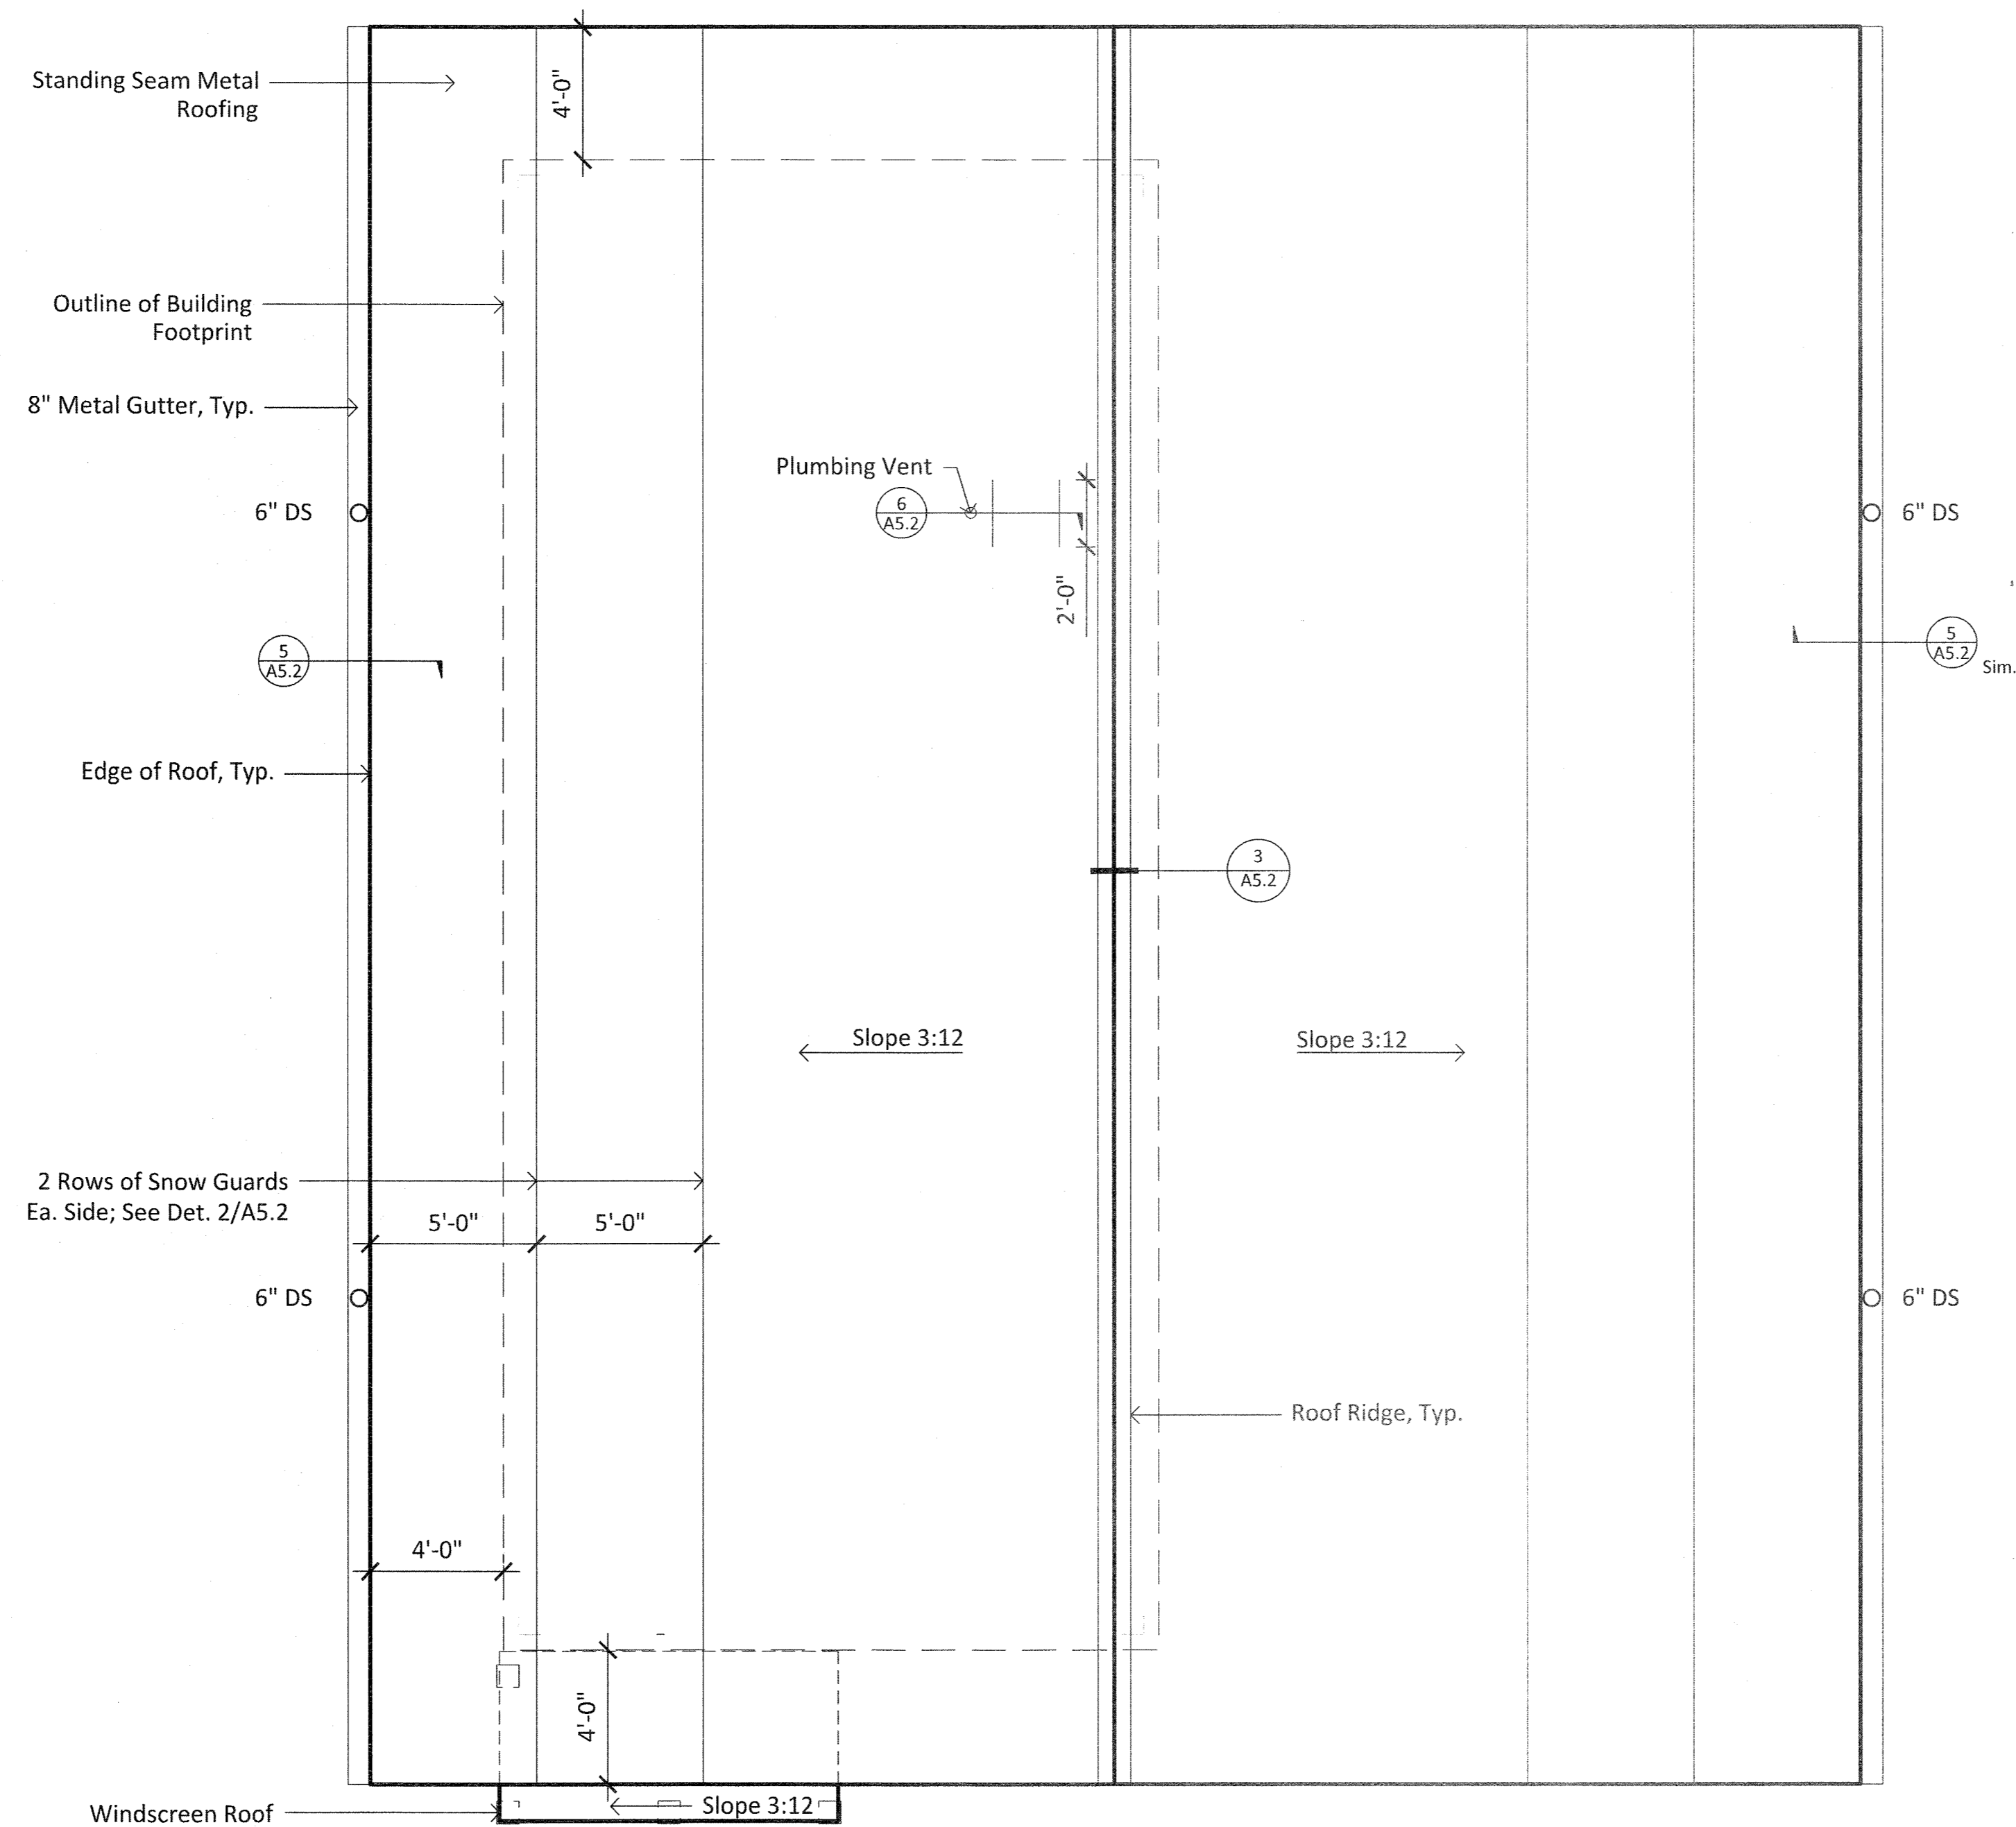 Standing Seam Metal
Roofing
4'-0"
Outline of Building
Footprint
8" Metal Gutter, Typ.
Plumbing Vent
6
A5.2
6" DS
6" DS
2'-0"
5
A5.2
5
A5.2
Sim.
Edge of Roof, Typ.
3
A5.2
Slope 3:12
Slope 3:12
2 Rows of Snow Guards
Ea. Side; See Det. 2/A5.2
5'-0"
5'-0"
6" DS
6" DS
Roof Ridge, Typ.
4'-0"
4'-0"
Slope 3:12
Windscreen Roof